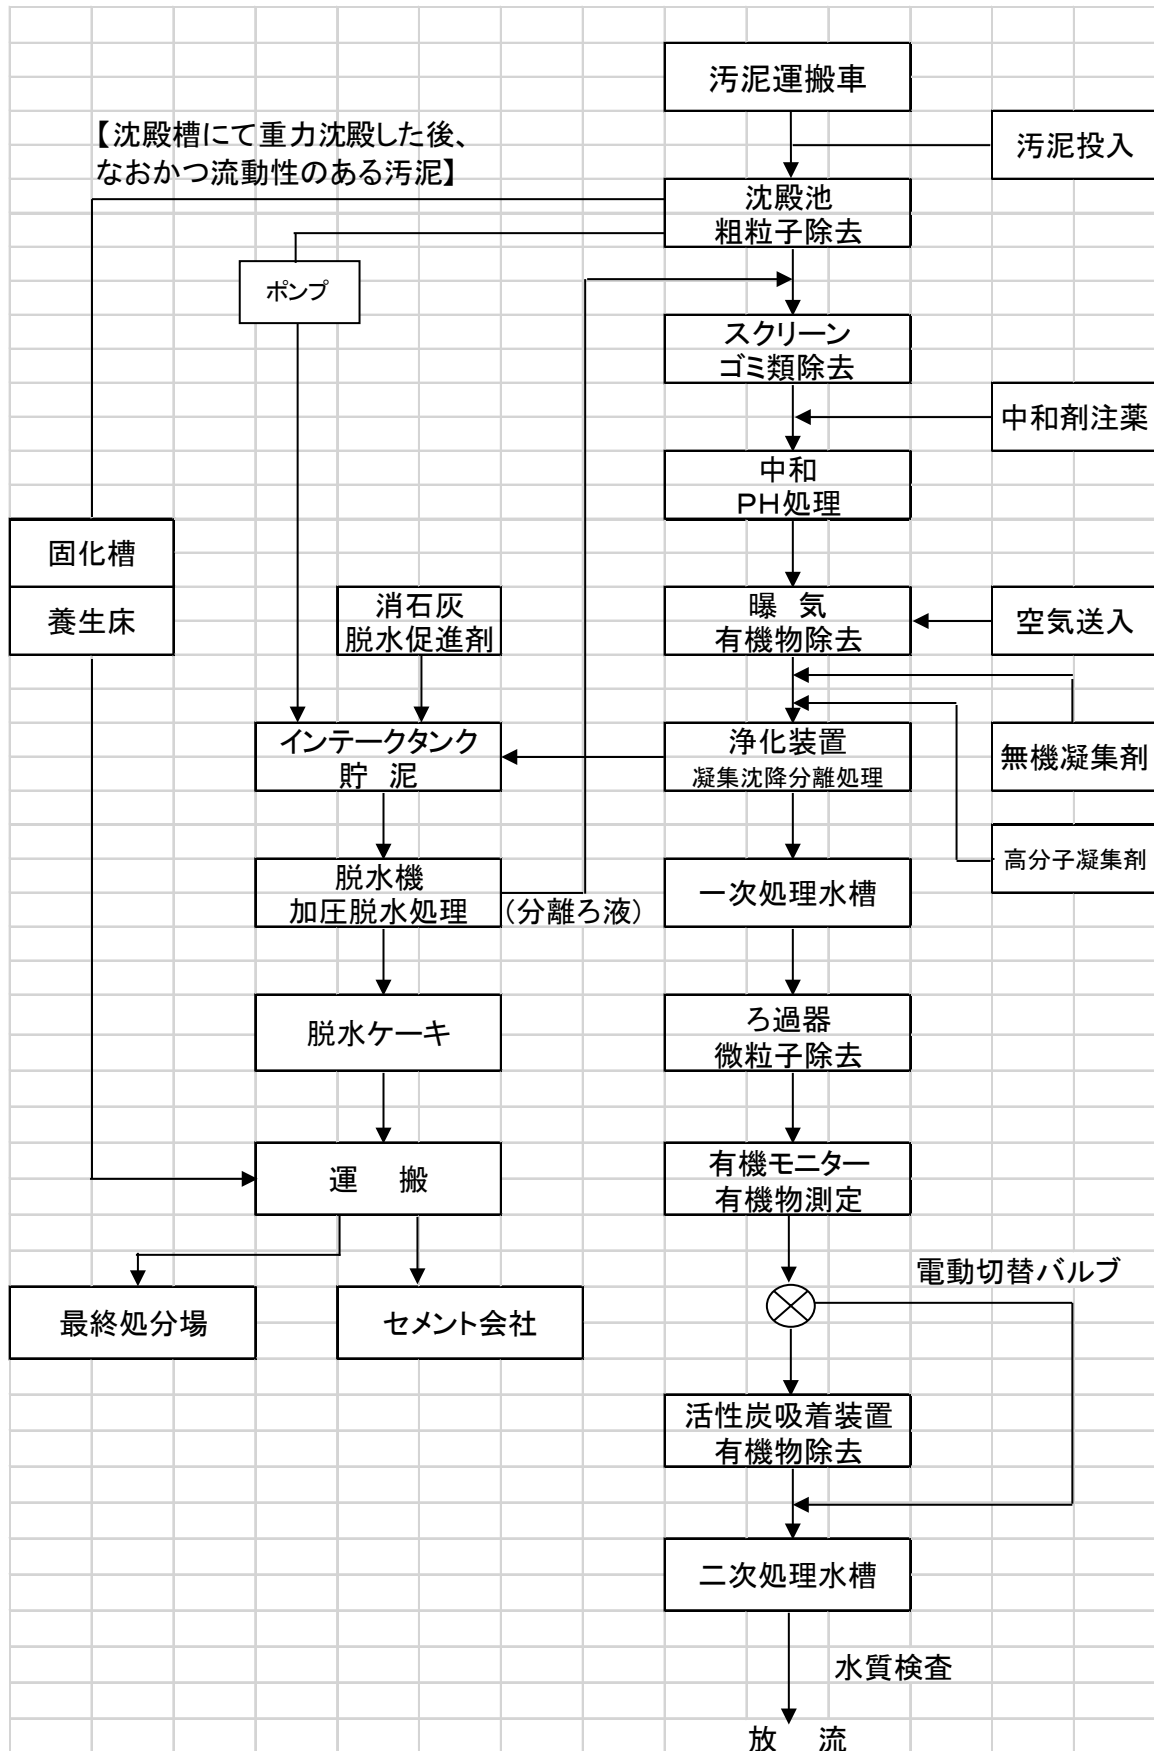 汚泥運搬車
【沈殿槽にて重力沈殿した後、
なおかつ流動性のある汚泥】
汚泥投入
沈殿池
粗粒子除去
ポンプ
スクリーン
ゴミ類除去
中和剤注薬
中和
PH処理
固化槽
養生床
消石灰
脱水促進剤
曝　気
有機物除去
空気送入
インテークタンク
貯　泥
浄化装置
凝集沈降分離処理
無機凝集剤
高分子凝集剤
脱水機
加圧脱水処理
(分離ろ液)
一次処理水槽
脱水ケーキ
ろ過器
微粒子除去
運　搬
有機モニター
有機物測定
電動切替バルブ
最終処分場
セメント会社
活性炭吸着装置
有機物除去
二次処理水槽
水質検査
放　流